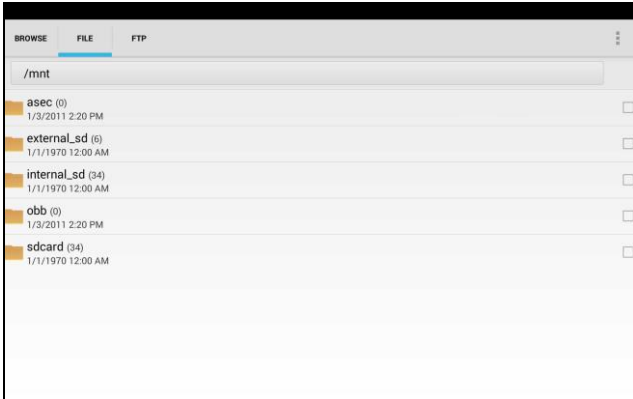 BROWSE FILE FTP
/mnt
asec (0)
1/3/2011 2:20 PM
external_sd (6)
1/1/1970 12:00 AM
internal_sd (34)
1/1/1970 12:00 AM
obb (0)
1/3/2011 2:20 PM
sdcard (34)
1/1/1970 12:00 AM